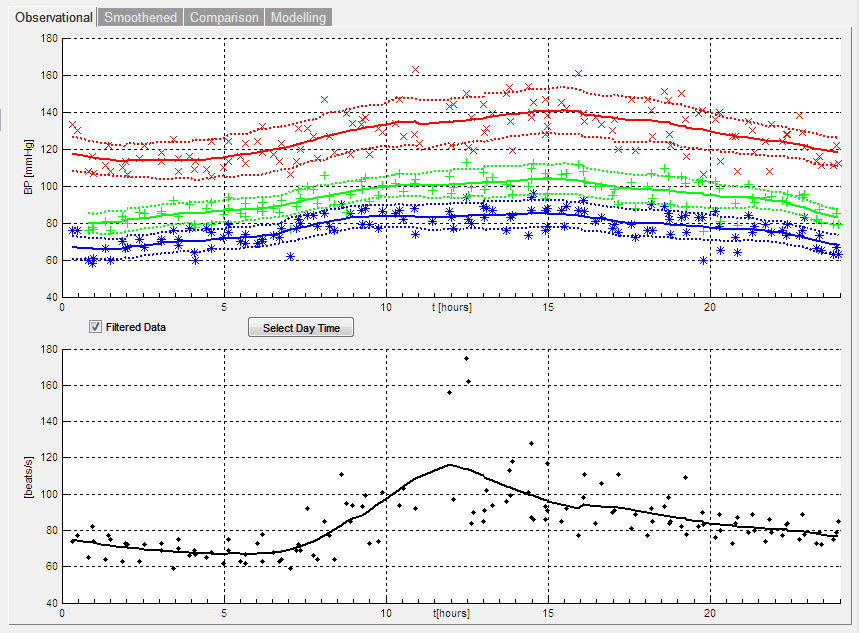 Observational Smoothened Comparison Modelling
180
160
140
120
100
80
60
40
BP [mmHg]
0 5 10 15 20
t [hours]
Filtered Data Select Day Time
180
160
140
120
100
80
60
40
[beats/s]
0 5 10 15 20
t[hours]